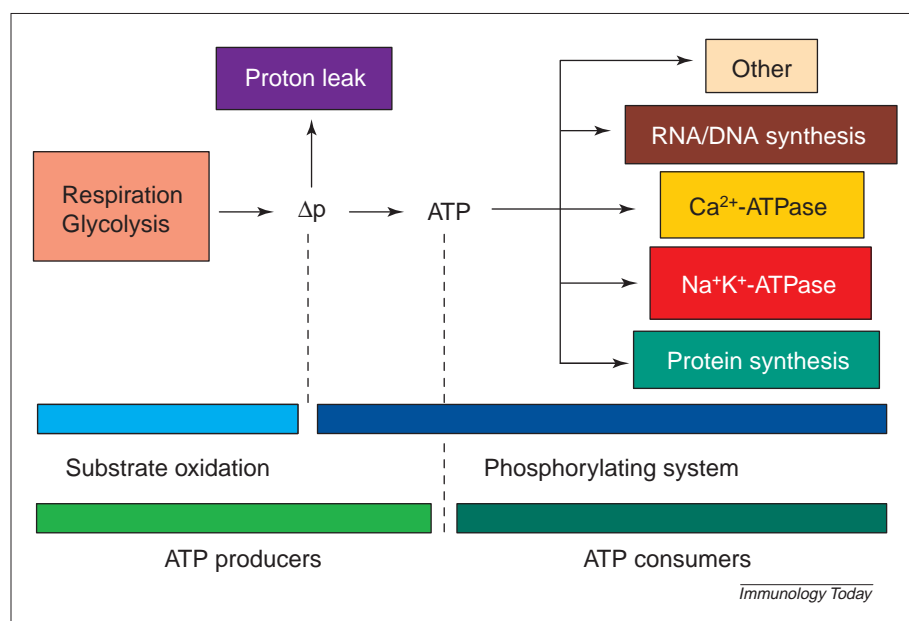 Proton leak
Other
RNA/DNA synthesis
Respiration
Glycolysis
Δp
ATP
Ca²⁺-ATPase
Na⁺K⁺-ATPase
Protein synthesis
Substrate oxidation
Phosphorylating system
ATP producers
ATP consumers
Immunology Today